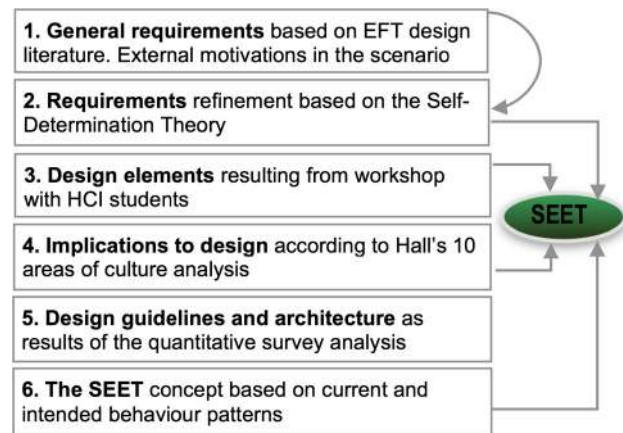 1. General requirements based on EFT design
literature. External motivations in the scenario
2. Requirements refinement based on the Self-
Determination Theory
3. Design elements resulting from workshop
with HCI students
SEET
4. Implications to design according to Hall's 10
areas of culture analysis
5. Design guidelines and architecture as
results of the quantitative survey analysis
6. The SEET concept based on current and
intended behaviour patterns